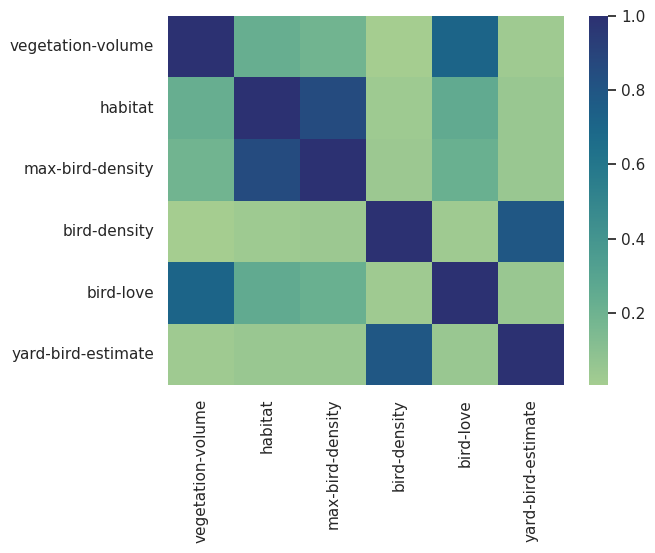 vegetation-volume
habitat
max-bird-density
bird-density
bird-love
yard-bird-estimate
vegetation-volume
habitat
max-bird-density
bird-density
bird-love
yard-bird-estimate
1.0
0.8
0.6
0.4
0.2